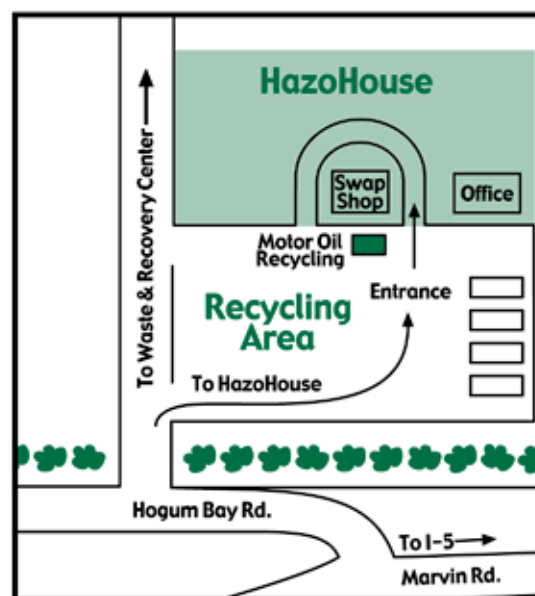 HazoHouse
Swap
Shop
Office
Motor Oil
Recycling
Entrance
Recycling
Area
To HazoHouse
To Waste & Recovery Center
Hogum Bay Rd.
To I-5
Marvin Rd.